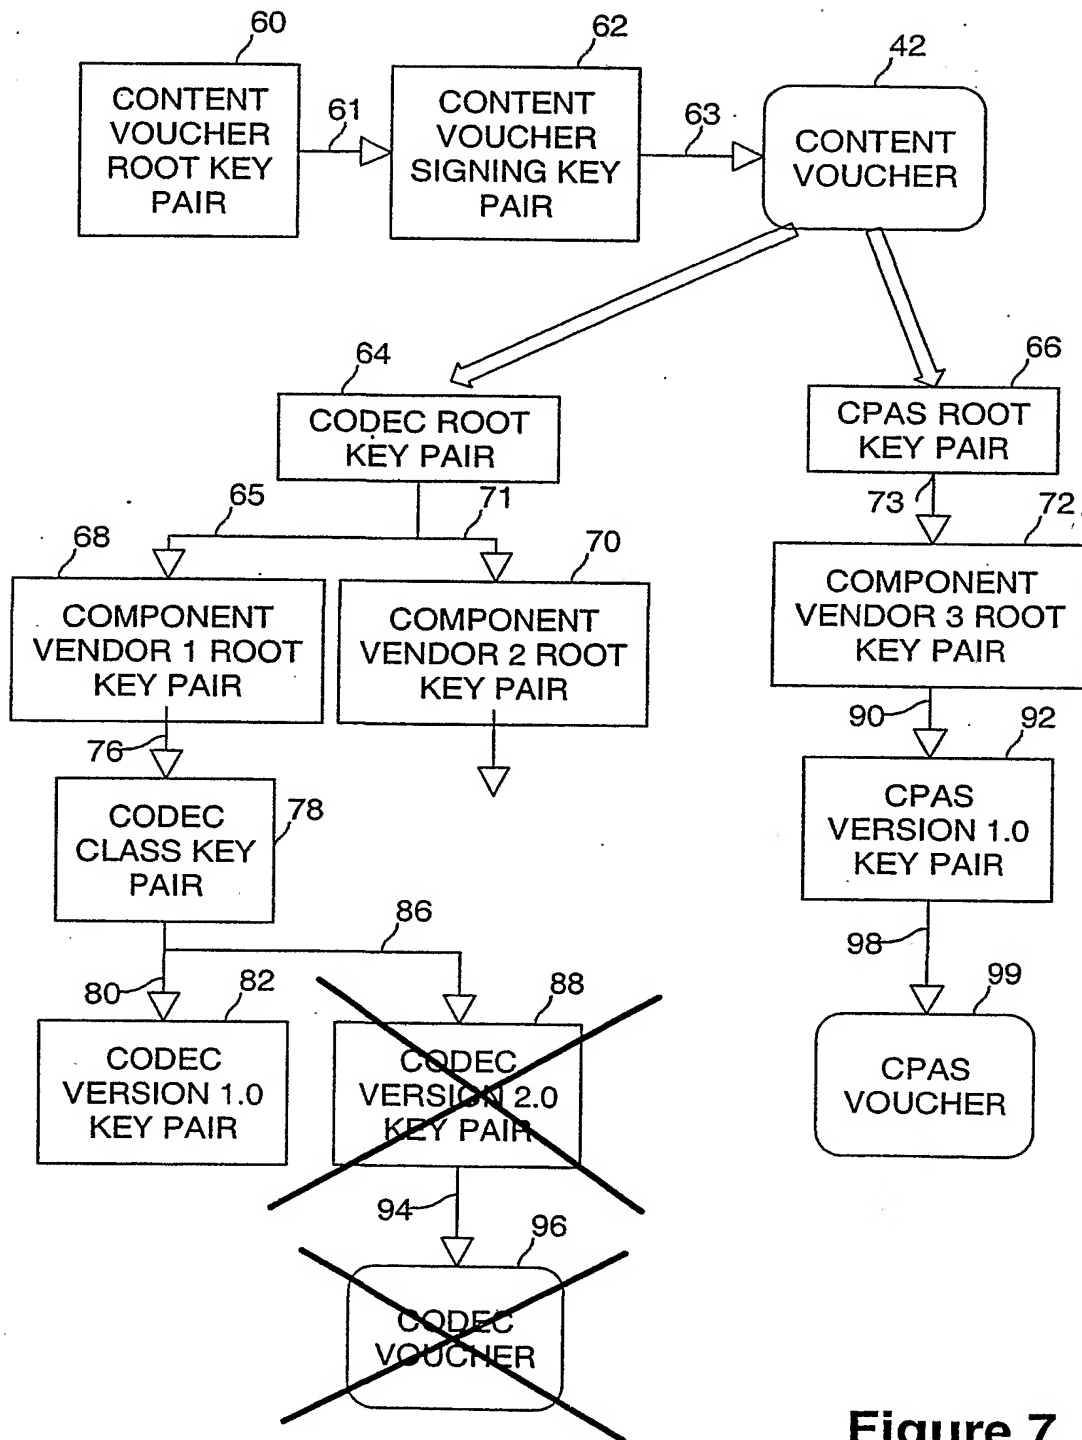 60
62
42
CONTENT
VOUCHER
ROOT KEY
PAIR
61
CONTENT
VOUCHER
SIGNING KEY
PAIR
63
CONTENT
VOUCHER
64
66
CODEC ROOT
KEY PAIR
CPAS ROOT
KEY PAIR
65
71
73
72
68
70
COMPONENT
VENDOR 1 ROOT
KEY PAIR
COMPONENT
VENDOR 2 ROOT
KEY PAIR
COMPONENT
VENDOR 3 ROOT
KEY PAIR
76
90
92
CODEC
CLASS KEY
PAIR
78
CPAS
VERSION 1.0
KEY PAIR
86
98
80
82
88
99
CODEC
VERSION 1.0
KEY PAIR
CODEC
VERSION 2.0
KEY PAIR
CPAS
VOUCHER
94
96
CODEC
VOUCHER
Figure 7